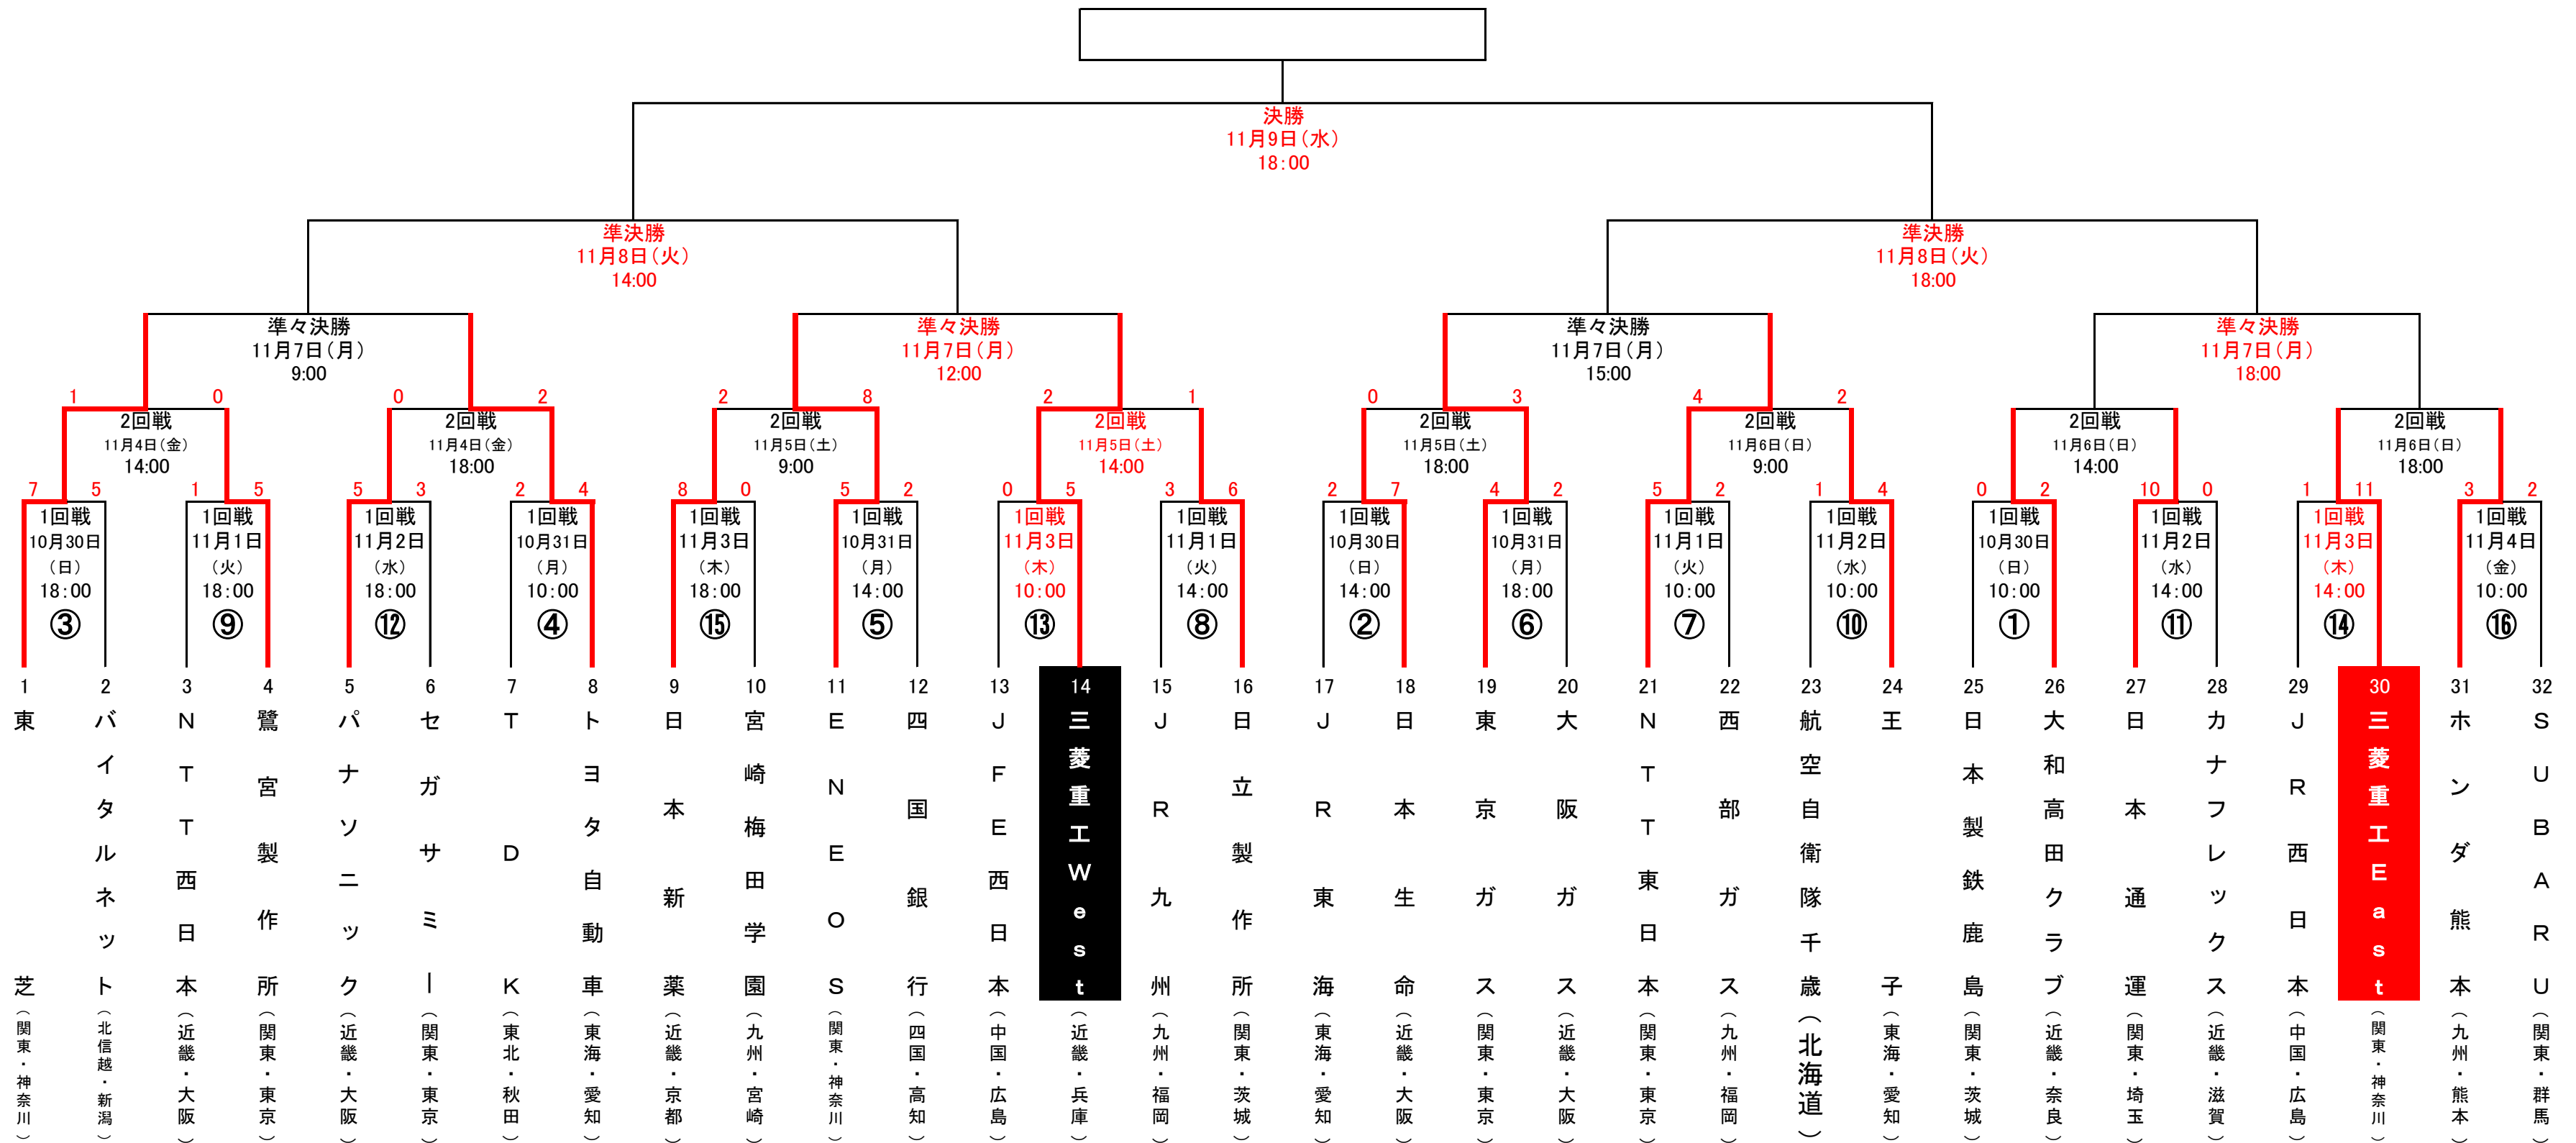 決勝
11月9日（水）
18：00
準決勝
11月8日（火）
14:00
準決勝
11月8日（火）
18:00
準々決勝
11月7日（月）
9:00
準々決勝
11月7日（月）
12:00
準々決勝
11月7日（月）
15:00
準々決勝
11月7日（月）
18:00
1 0 0 2 2 8 2 1 0 3 4 2
2回戦
11月4日（金）
14:00
2回戦
11月4日（金）
18:00
2回戦
11月5日（土）
9:00
2回戦
11月5日（土）
14:00
2回戦
11月5日（土）
18:00
2回戦
11月6日（日）
9:00
2回戦
11月6日（日）
14:00
2回戦
11月6日（日）
18:00
7 5 1 5 5 3 2 4 8 0 5 2 0 5 3 6 2 7 4 2 5 2 1 4 0 2 10 0 1 11 3 2
1回戦
10月30日
（日）
18：00
③
1回戦
11月1日
（火）
18：00
⑨
1回戦
11月2日
（水）
18：00
⑫
1回戦
10月31日
（月）
10：00
④
1回戦
11月3日
（木）
18：00
⑮
1回戦
10月31日
（月）
14：00
⑤
1回戦
11月3日
（木）
10：00
⑬
1回戦
11月1日
（火）
14：00
⑧
1回戦
10月30日
（日）
14：00
②
1回戦
10月31日
（月）
18：00
⑥
1回戦
11月1日
（火）
10：00
⑦
1回戦
11月2日
（水）
10：00
⑩
1回戦
10月30日
（日）
10：00
①
1回戦
11月2日
（水）
14：00
⑪
1回戦
11月3日
（木）
14：00
⑭
1回戦
11月4日
（金）
10：00
⑯
1
東芝（関東・神奈川）
2
バイタルネット（北信越・新潟）
3
ＮＴＴ西日本（近畿・大阪）
4
鷺宮製作所（関東・東京）
5
パナソニック（近畿・大阪）
6
セガサミー（関東・東京）
7
ＴＤＫ（東北・秋田）
8
トヨタ自動車（東海・愛知）
9
日本新薬（近畿・京都）
10
宮崎梅田学園（九州・宮崎）
11
ＥＮＥＯＳ（関東・神奈川）
12
四国銀行（四国・高知）
13
ＪＦＥ西日本（中国・広島）
14
三菱重工Ｗｅｓｔ（近畿・兵庫）
15
ＪＲ九州（九州・福岡）
16
日立製作所（関東・茨城）
17
ＪＲ東海（東海・愛知）
18
日本生命（近畿・大阪）
19
東京ガス（関東・東京）
20
大阪ガス（近畿・大阪）
21
ＮＴＴ東日本（関東・東京）
22
西部ガス（九州・福岡）
23
航空自衛隊千歳（北海道）
24
王子（東海・愛知）
25
日本製鉄鹿島（関東・茨城）
26
大和高田クラブ（近畿・奈良）
27
日本通運（関東・埼玉）
28
カナフレックス（近畿・滋賀）
29
ＪＲ西日本（中国・広島）
30
三菱重工Ｅａｓｔ（関東・神奈川）
31
ホンダ熊本（九州・熊本）
32
ＳＵＢＡＲＵ（関東・群馬）